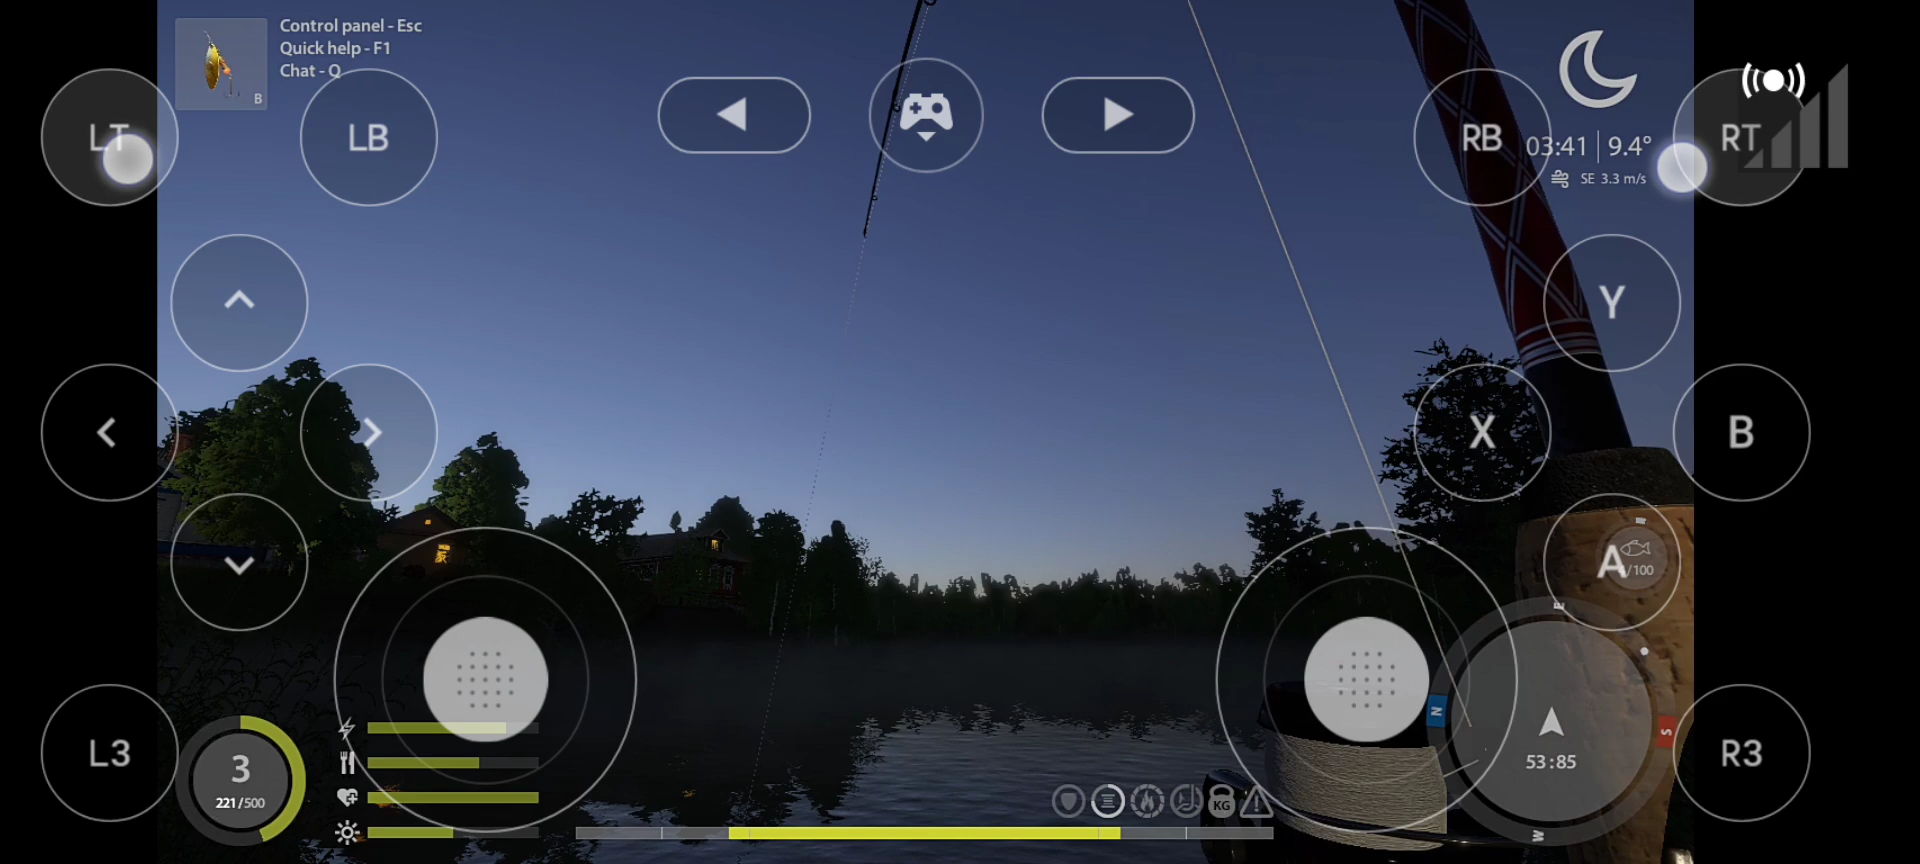 Control panel - Esc
Quick help - F1
Chat - Q
B
LT
LB
RB
RT
03:41 | 9.4°
SE 3.3 m/s
Y
X
B
A
/100
E
N
S
W
53:85
L3
R3
3
221/500
KG